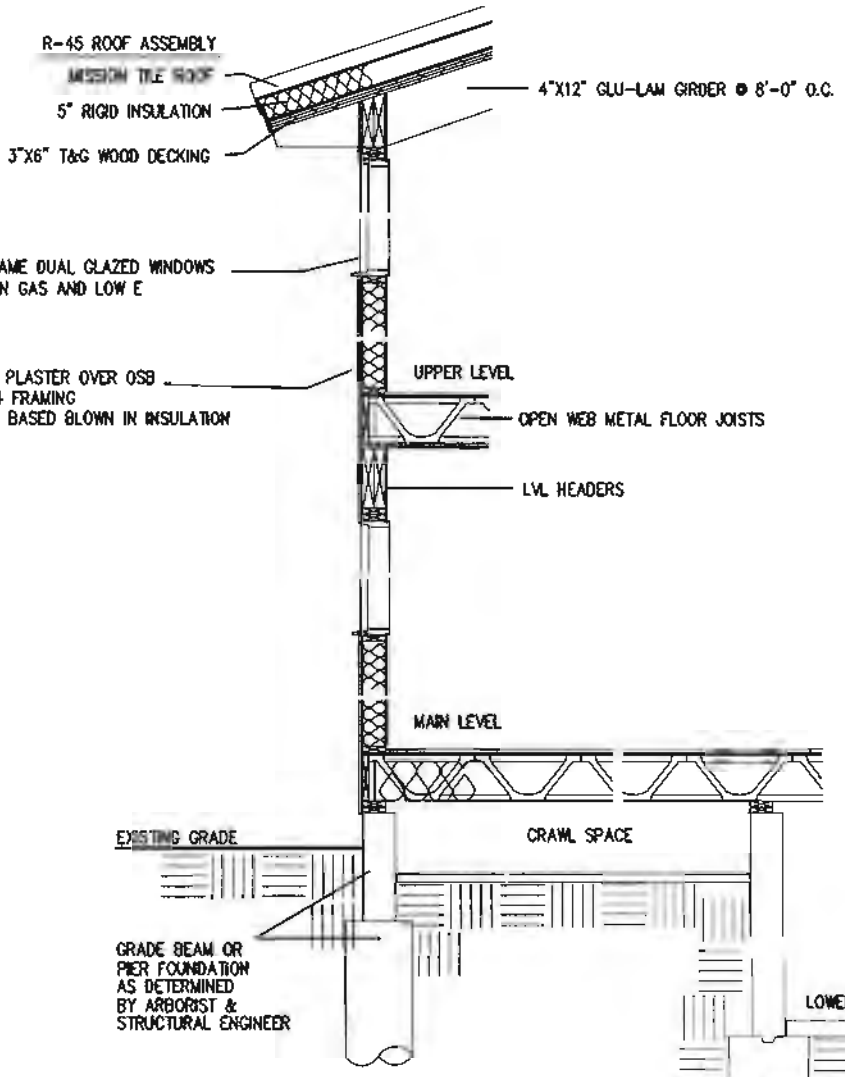 R-45 ROOF ASSEMBLY
MISSION TILE ROOF
5" RIGID INSULATION
3"X6" T&G WOOD DECKING
4"X12" GLU-LAM GIRDER @ 8'-0" O.C.
AME DUAL GLAZED WINDOWS
N GAS AND LOW E
PLASTER OVER OSB
FRAMING
BASED BLOWN IN INSULATION
UPPER LEVEL
OPEN WEB METAL FLOOR JOISTS
LVL HEADERS
MAIN LEVEL
EXISTING GRADE
CRAWL SPACE
GRADE BEAM OR
PIER FOUNDATION
AS DETERMINED
BY ARBORIST &
STRUCTURAL ENGINEER
LOWE